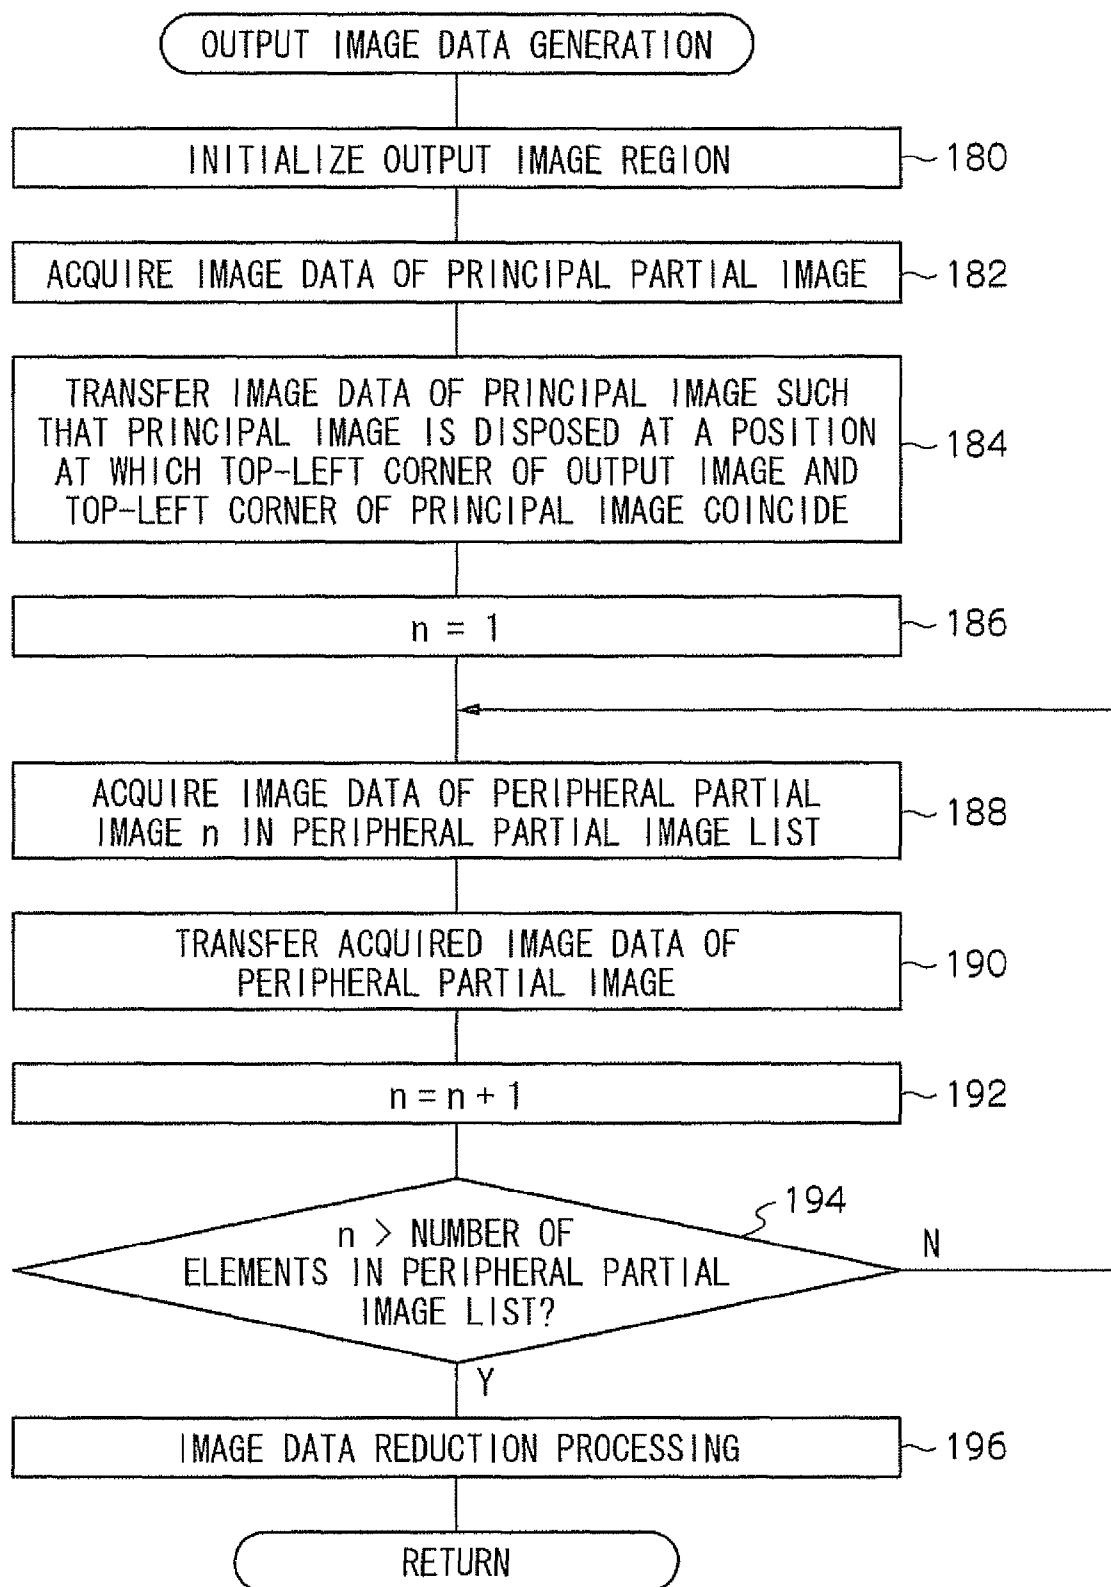 OUTPUT IMAGE DATA GENERATION
INITIALIZE OUTPUT IMAGE REGION
180
ACQUIRE IMAGE DATA OF PRINCIPAL PARTIAL IMAGE
182
TRANSFER IMAGE DATA OF PRINCIPAL IMAGE SUCH
THAT PRINCIPAL IMAGE IS DISPOSED AT A POSITION
AT WHICH TOP-LEFT CORNER OF OUTPUT IMAGE AND
TOP-LEFT CORNER OF PRINCIPAL IMAGE COINCIDE
184
n = 1
186
ACQUIRE IMAGE DATA OF PERIPHERAL PARTIAL
IMAGE n IN PERIPHERAL PARTIAL IMAGE LIST
188
TRANSFER ACQUIRED IMAGE DATA OF
PERIPHERAL PARTIAL IMAGE
190
n = n + 1
192
194
n > NUMBER OF
ELEMENTS IN PERIPHERAL PARTIAL
IMAGE LIST?
N
Y
IMAGE DATA REDUCTION PROCESSING
196
RETURN